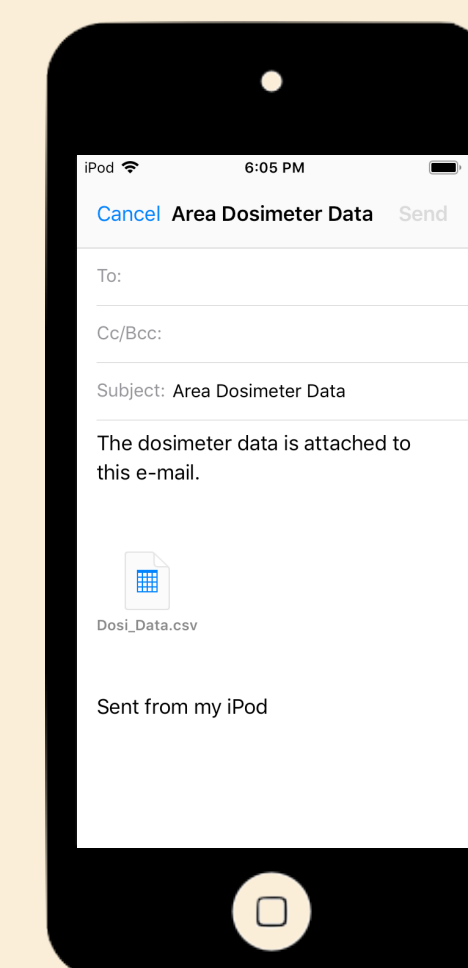 iPod 6:05 PM
Cancel Area Dosimeter Data Send
To:
Cc/Bcc:
Subject: Area Dosimeter Data
The dosimeter data is attached to
this e-mail.
Dosi_Data.csv
Sent from my iPod